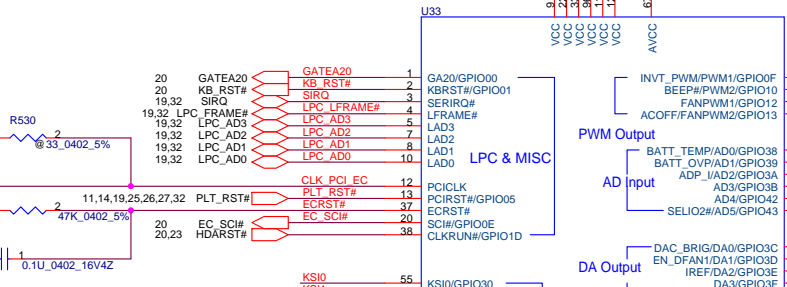 U33
VCC
VCC
VCC
VCC
VCC
VCC
AVCC
20 GATEA20 GATEA20 1 GA20/GPIO00
20 KB_RST# KB_RST# 2 KBRST#/GPIO01
19,32 SIRQ SIRQ 3 SERIRQ#
19,32 LPC_FRAME# LPC_LFRAME# 4 LFRAME#
19,32 LPC_AD3 LPC_AD3 5 LAD3
19,32 LPC_AD2 LPC_AD2 7 LAD2
19,32 LPC_AD1 LPC_AD1 8 LAD1
19,32 LPC_AD0 LPC_AD0 10 LAD0
LPC & MISC
R530
2
@33_0402_5%
CLK_PCI_EC 12 PCICLK
11,14,19,25,26,27,32 PLT_RST# PLT_RST# 13 PCIRST#/GPIO05
2 47K_0402_5% ECRST# 37 ECRST#
20 EC_SCI# EC_SCI# 20 SCI#/GPIO0E
20,23 HDARST# 38 CLKRUN#/GPIO1D
1 0.1U_0402_16V4Z
KSI0 55 KSI0/GPIO30
INVT_PWM/PWM1/GPIO0F
BEEP#/PWM2/GPIO10
FANPWM1/GPIO12
ACOFF/FANPWM2/GPIO13
PWM Output
BATT_TEMP/AD0/GPIO38
BATT_OVP/AD1/GPIO39
ADP_I/AD2/GPIO3A
AD3/GPIO3B
AD4/GPIO42
SELIO2#/AD5/GPIO43
AD Input
DAC_BRIG/DA0/GPIO3C
EN_DFAN1/DA1/GPIO3D
IREF/DA2/GPIO3E
DA3/GPIO3F
DA Output